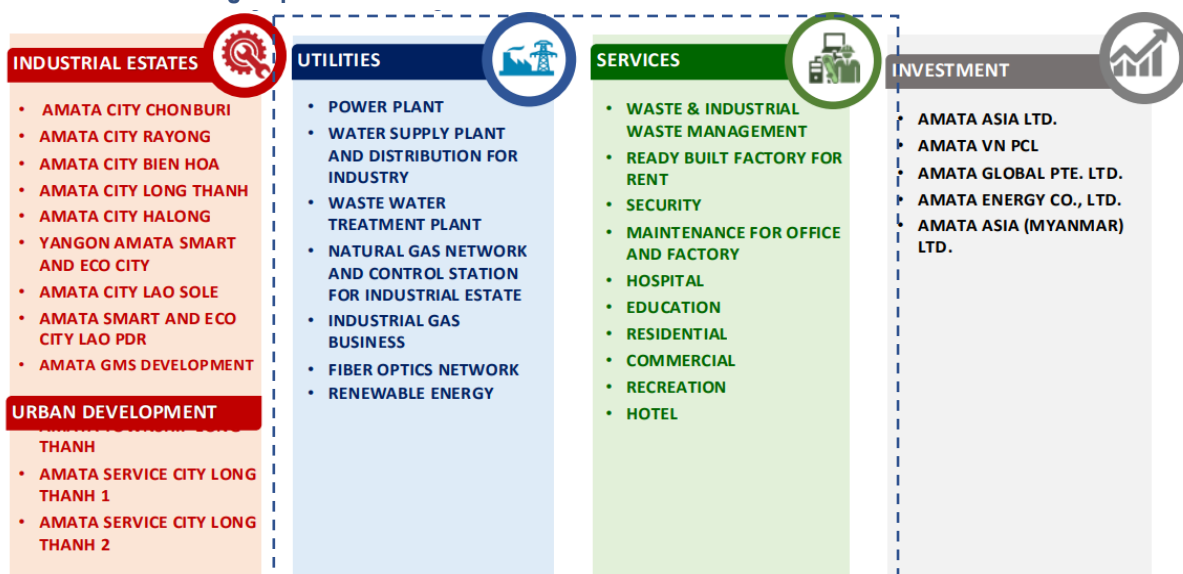 INDUSTRIAL ESTATES
• AMATA CITY CHONBURI
• AMATA CITY RAYONG
• AMATA CITY BIEN HOA
• AMATA CITY LONG THANH
• AMATA CITY HALONG
• YANGON AMATA SMART
AND ECO CITY
• AMATA CITY LAO SOLE
• AMATA SMART AND ECO
CITY LAO PDR
• AMATA GMS DEVELOPMENT
URBAN DEVELOPMENT
THANH
• AMATA SERVICE CITY LONG
THANH 1
• AMATA SERVICE CITY LONG
THANH 2
UTILITIES
• POWER PLANT
• WATER SUPPLY PLANT
AND DISTRIBUTION FOR
INDUSTRY
• WASTE WATER
TREATMENT PLANT
• NATURAL GAS NETWORK
AND CONTROL STATION
FOR INDUSTRIAL ESTATE
• INDUSTRIAL GAS
BUSINESS
• FIBER OPTICS NETWORK
• RENEWABLE ENERGY
SERVICES
• WASTE & INDUSTRIAL
WASTE MANAGEMENT
• READY BUILT FACTORY FOR
RENT
• SECURITY
• MAINTENANCE FOR OFFICE
AND FACTORY
• HOSPITAL
• EDUCATION
• RESIDENTIAL
• COMMERCIAL
• RECREATION
• HOTEL
INVESTMENT
• AMATA ASIA LTD.
• AMATA VN PCL
• AMATA GLOBAL PTE. LTD.
• AMATA ENERGY CO., LTD.
• AMATA ASIA (MYANMAR)
LTD.